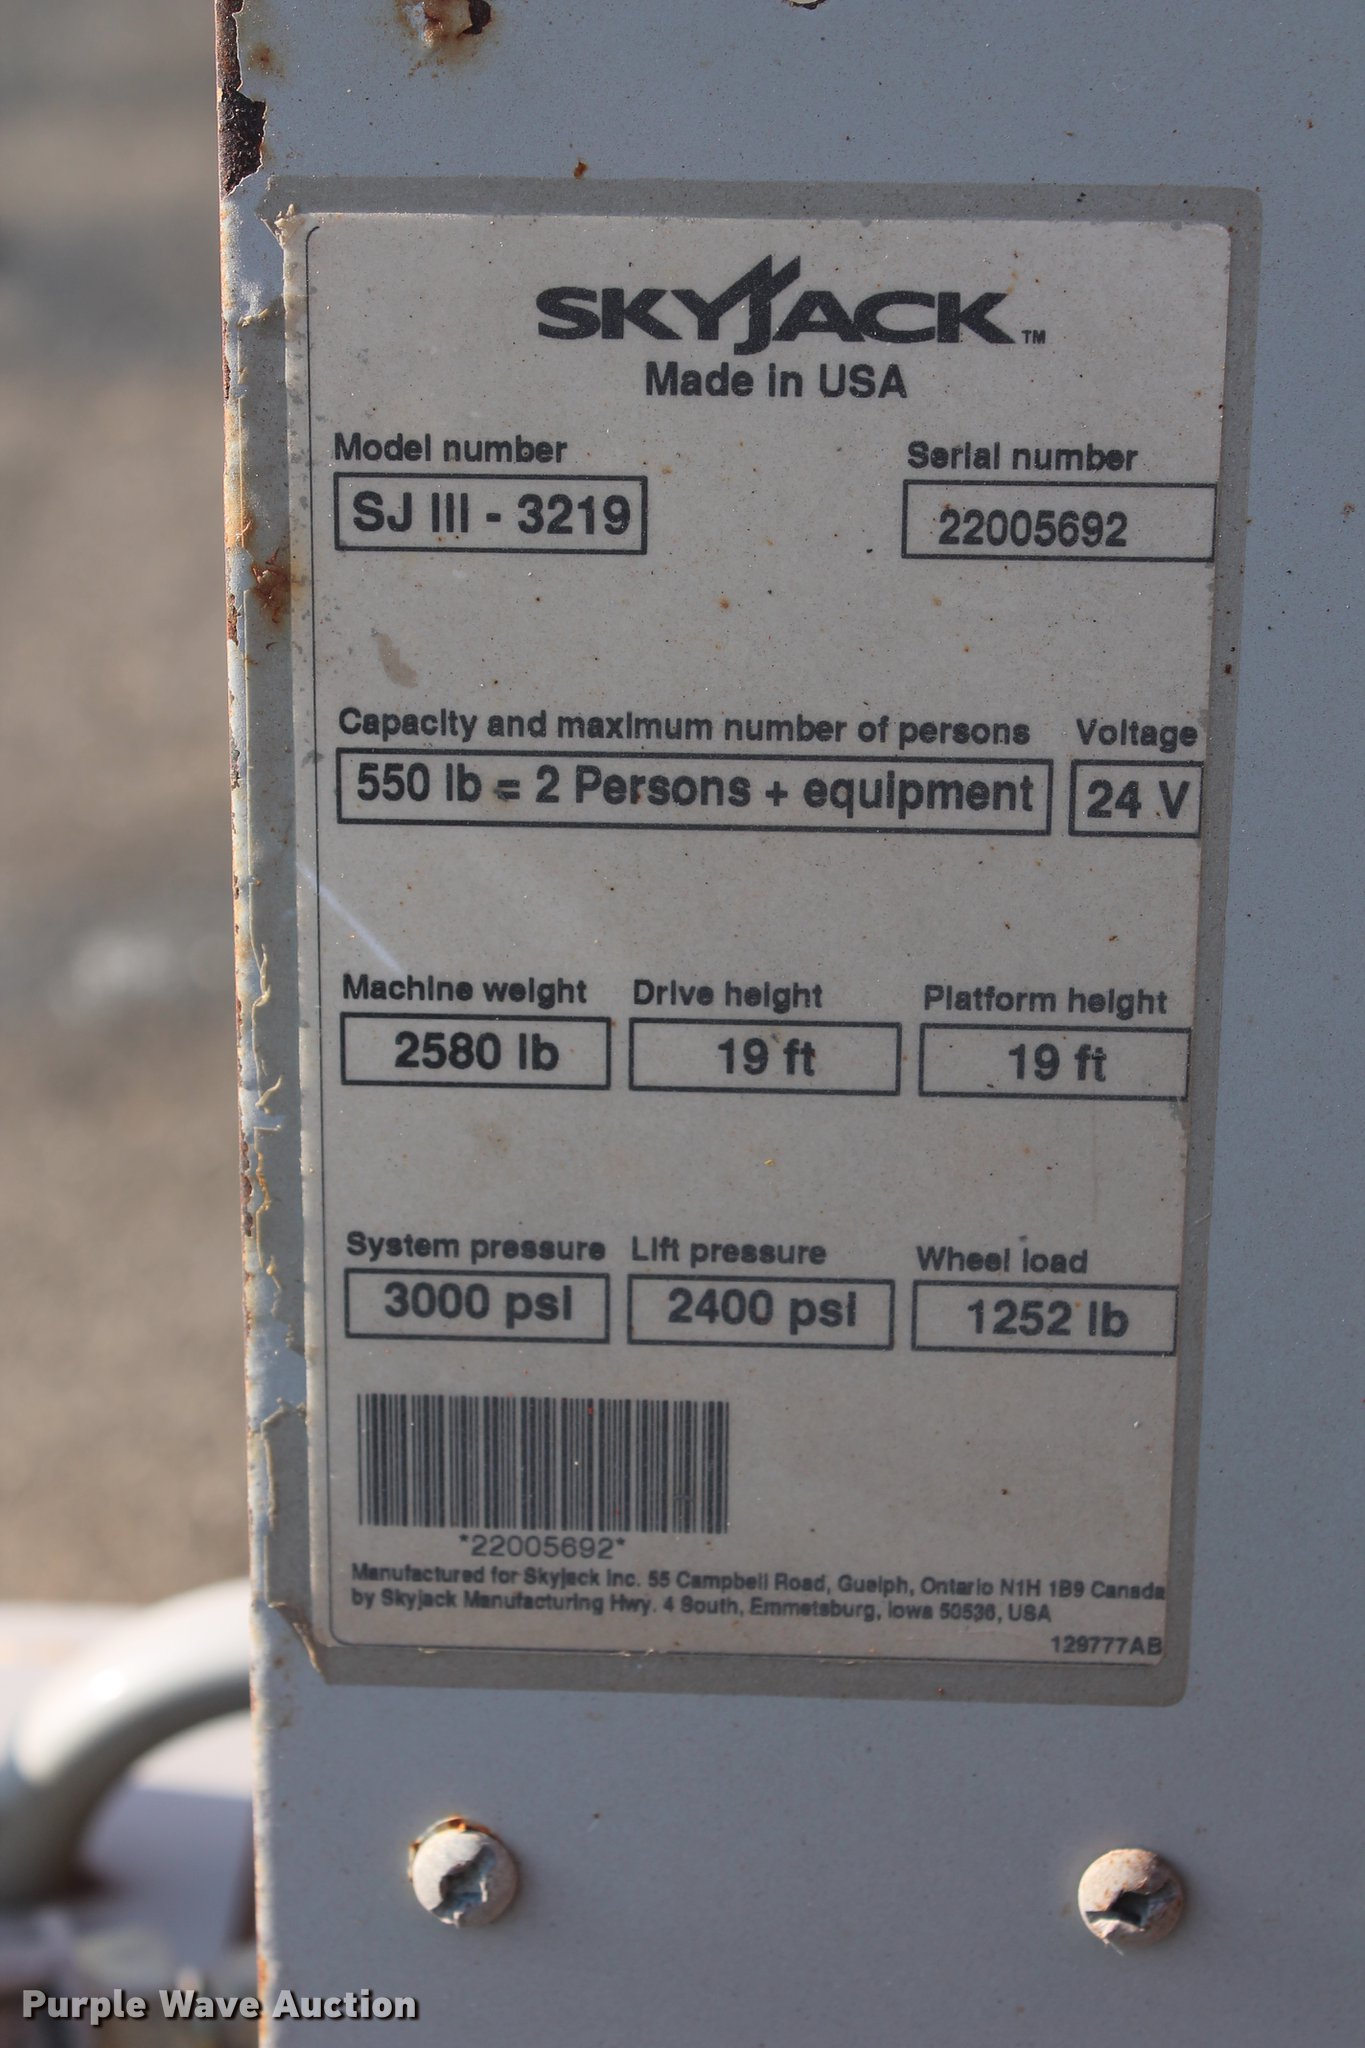 SKYJACK™
Made in USA
Model number
Serial number
SJ III - 3219
22005692
Capacity and maximum number of persons
Voltage
550 lb = 2 Persons + equipment
24 V
Machine weight
Drive height
Platform height
2580 lb
19 ft
19 ft
System pressure
Lift pressure
Wheel load
3000 psi
2400 psi
1252 lb
*22005692*
Manufactured for Skyjack Inc. 55 Campbell Road, Guelph, Ontario N1H 1B9 Canada
by Skyjack Manufacturing Hwy. 4 South, Emmetsburg, Iowa 50536, USA
129777AB
Purple Wave Auction